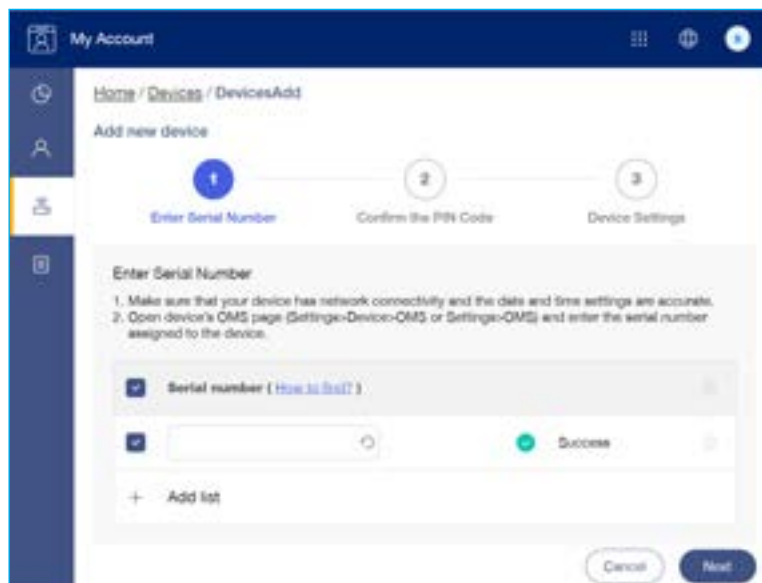 My Account
Home / Devices / DevicesAdd
Add new device
1
2
3
Enter Serial Number
Confirm the PIN Code
Device Settings
Enter Serial Number
1. Make sure that your device has network connectivity and the date and time settings are accurate.
2. Open device's OMS page (Settings>Device>OMS or Settings>OMS) and enter the serial number
assigned to the device.
Serial number ( How to find? )
Success
+ Add list
Cancel
Next